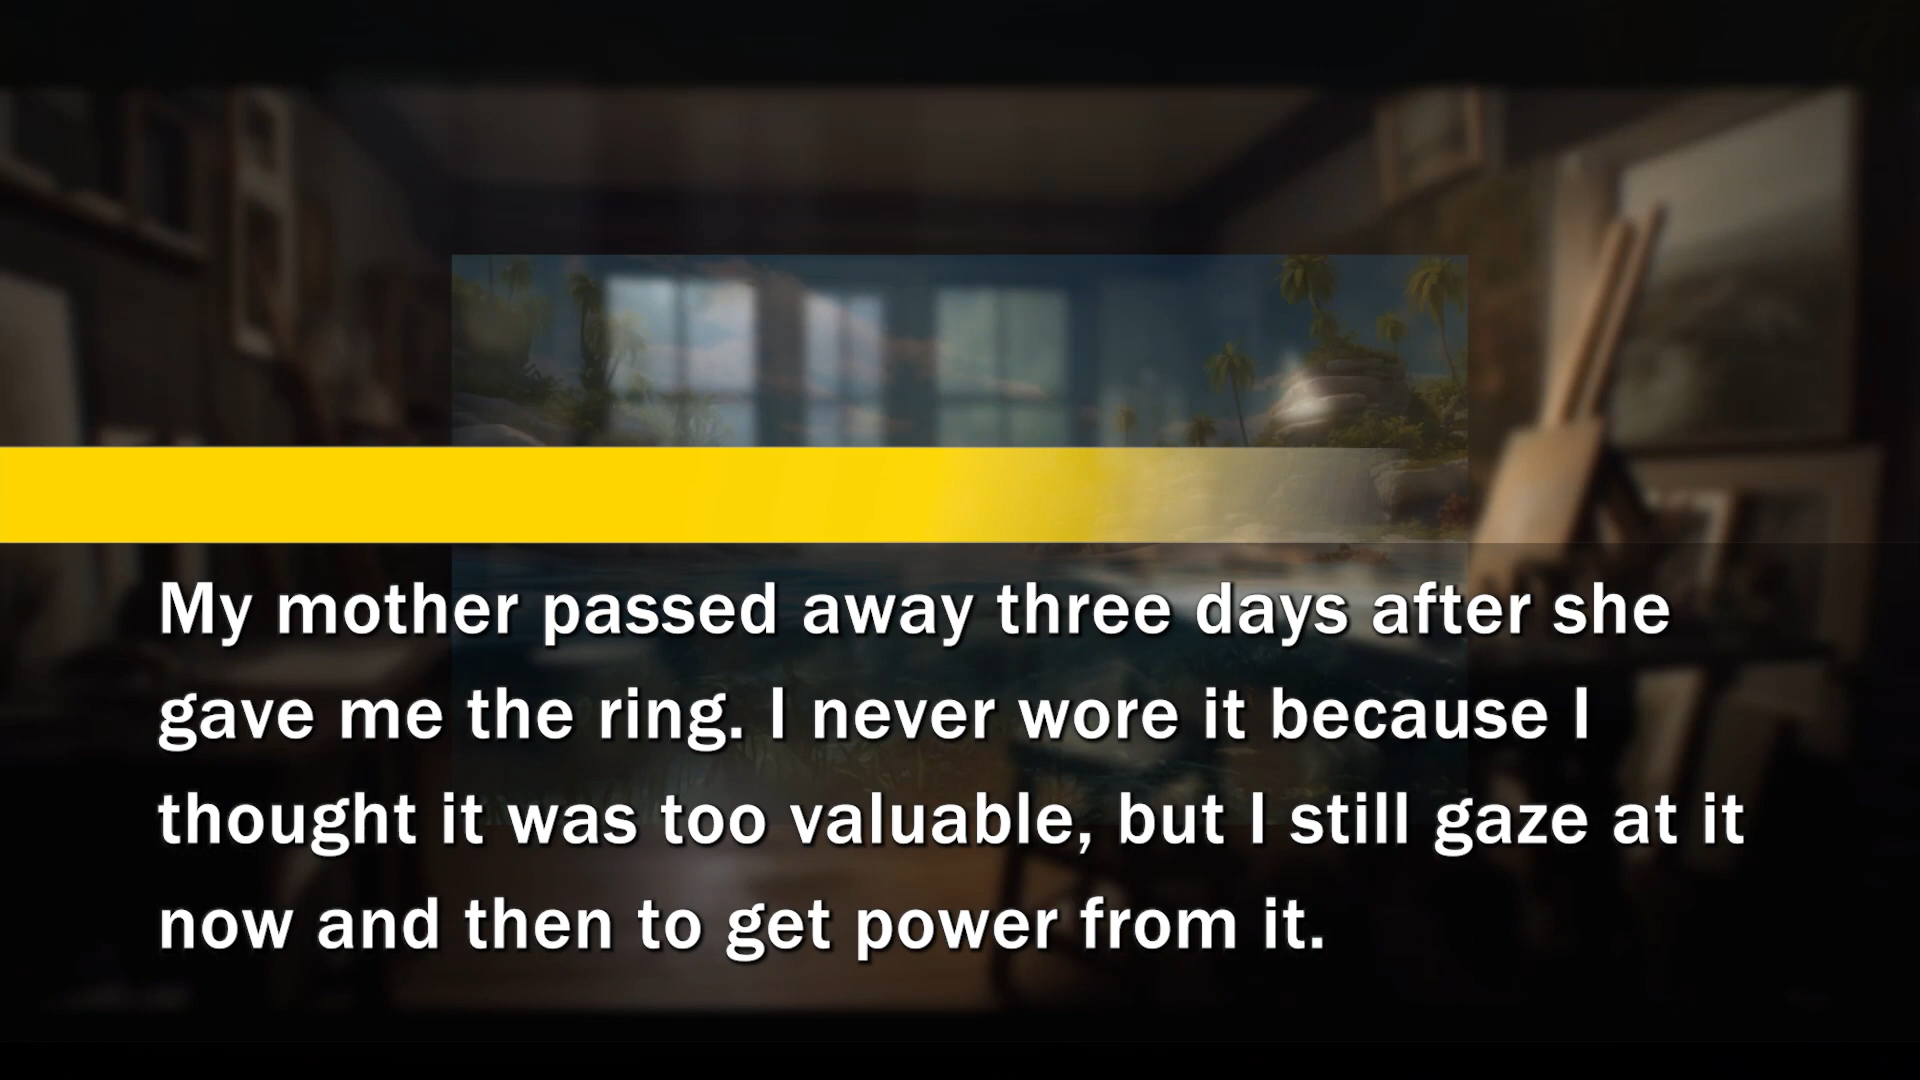 My mother passed away three days after she
gave me the ring. I never wore it because I
thought it was too valuable, but I still gaze at it
now and then to get power from it.